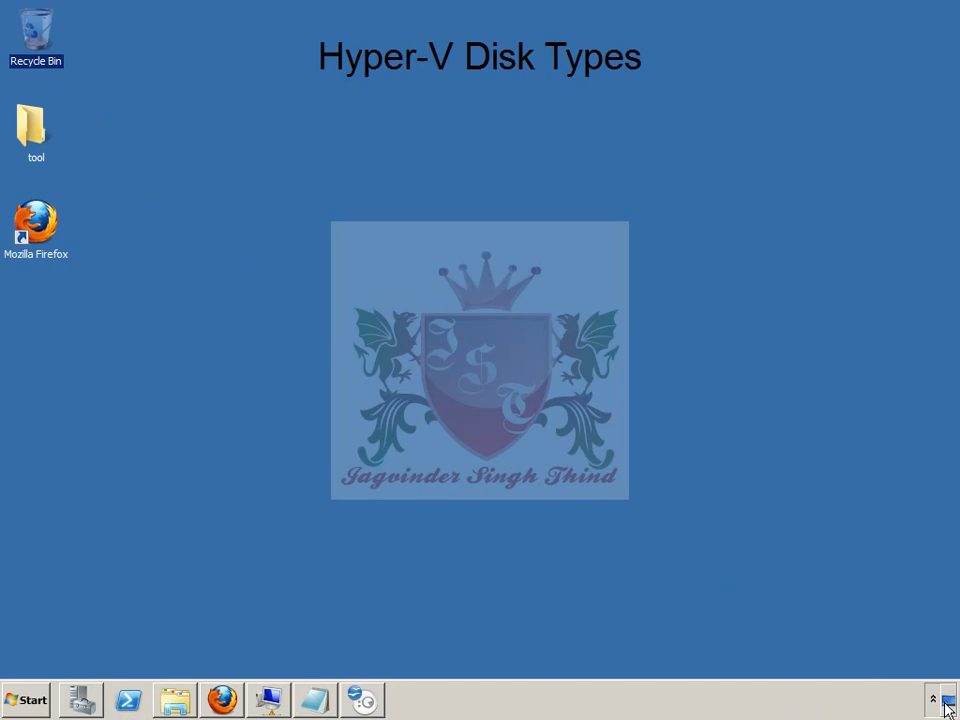 Hyper-V Disk Types
Recycle Bin
tool
Mozilla Firefox
J
S
T
Jagvinder Singh Thind
Start